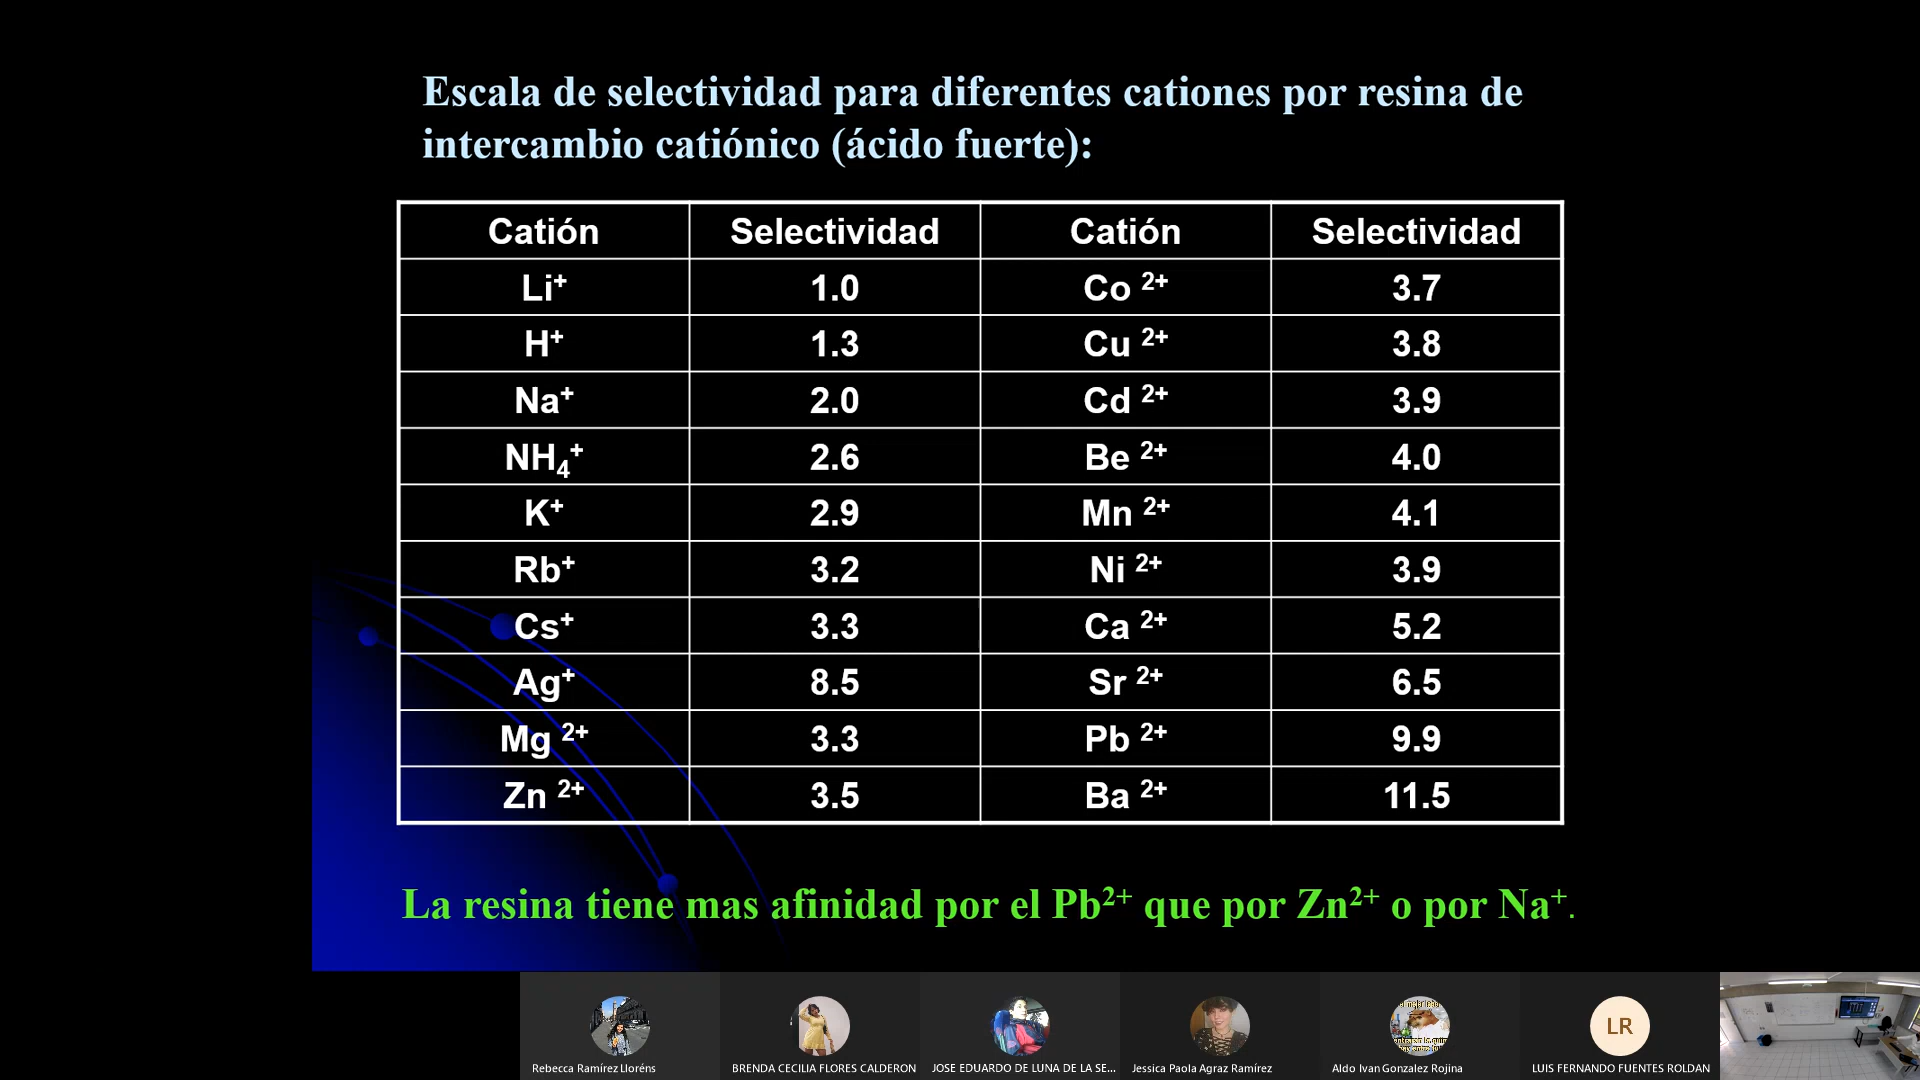 Escala de selectividad para diferentes cationes por resina de
intercambio catiónico (ácido fuerte):
Catión Selectividad Catión Selectividad
Li⁺ 1.0 Co ²⁺ 3.7
H⁺ 1.3 Cu ²⁺ 3.8
Na⁺ 2.0 Cd ²⁺ 3.9
NH₄⁺ 2.6 Be ²⁺ 4.0
K⁺ 2.9 Mn ²⁺ 4.1
Rb⁺ 3.2 Ni ²⁺ 3.9
Cs⁺ 3.3 Ca ²⁺ 5.2
Ag⁺ 8.5 Sr ²⁺ 6.5
Mg ²⁺ 3.3 Pb ²⁺ 9.9
Zn ²⁺ 3.5 Ba ²⁺ 11.5
La resina tiene mas afinidad por el Pb²⁺ que por Zn²⁺ o por Na⁺.
LR
Rebecca Ramírez Lloréns BRENDA CECILIA FLORES CALDERON JOSE EDUARDO DE LUNA DE LA SE... Jessica Paola Agraz Ramírez Aldo Ivan Gonzalez Rojina LUIS FERNANDO FUENTES ROLDAN